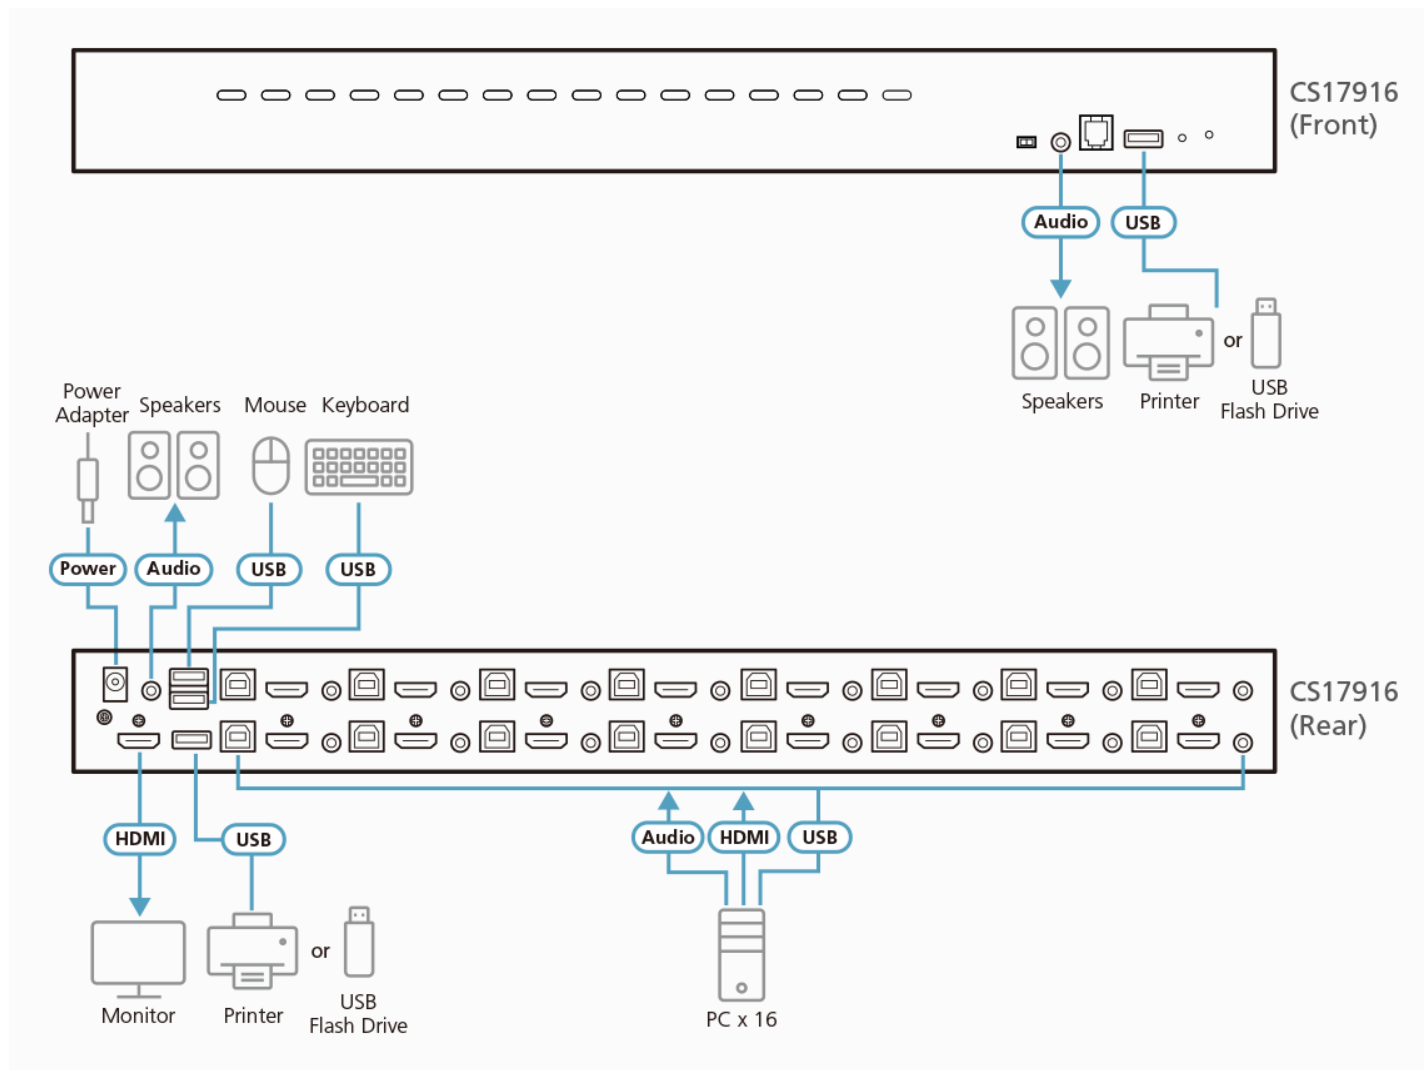 CS17916
(Front)
Audio
USB
or
Speakers
Printer
USB
Flash Drive
Power
Adapter
Speakers
Mouse
Keyboard
Power
Audio
USB
USB
CS17916
(Rear)
HDMI
USB
Audio
HDMI
USB
or
Monitor
Printer
USB
Flash Drive
PC x 16